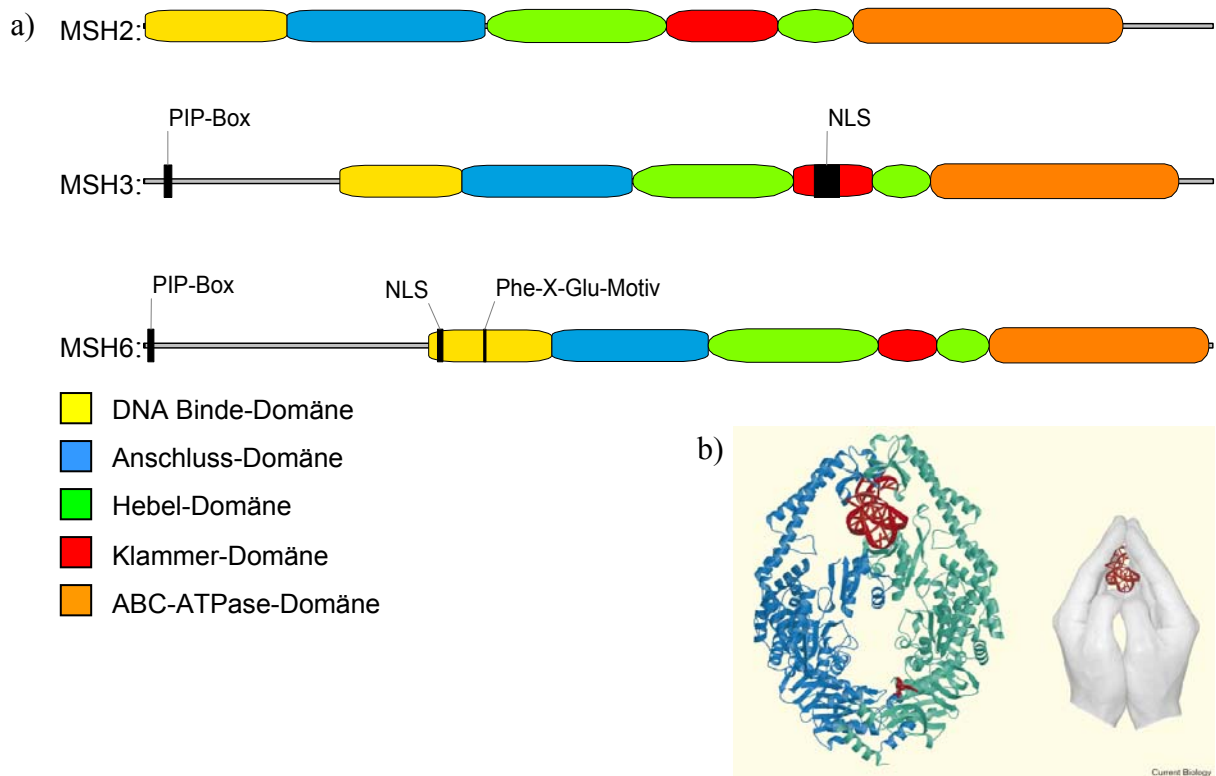 a) MSH2:
PIP-Box
NLS
MSH3:
PIP-Box
NLS
Phe-X-Glu-Motiv
MSH6:
DNA Binde-Domäne
Anschluss-Domäne
Hebel-Domäne
Klammer-Domäne
ABC-ATPase-Domäne
b)
Current Biology